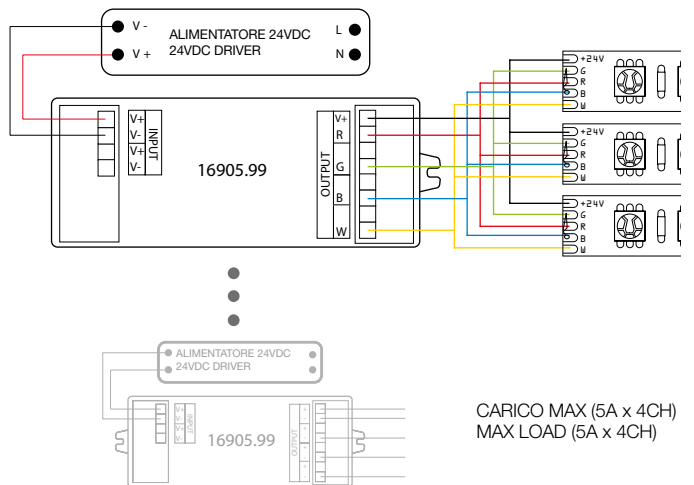 V -
V +
ALIMENTATORE 24VDC
24VDC DRIVER
L
N
V+
V-
V+
V-
INPUT
16905.99
OUTPUT
V+
R
G
B
W
+24V
G
R
B
W
+24V
G
R
B
W
+24V
G
R
B
W
ALIMENTATORE 24VDC
24VDC DRIVER
V+
V-
V+
V-
INPUT
16905.99
OUTPUT
CARICO MAX (5A x 4CH)
MAX LOAD (5A x 4CH)